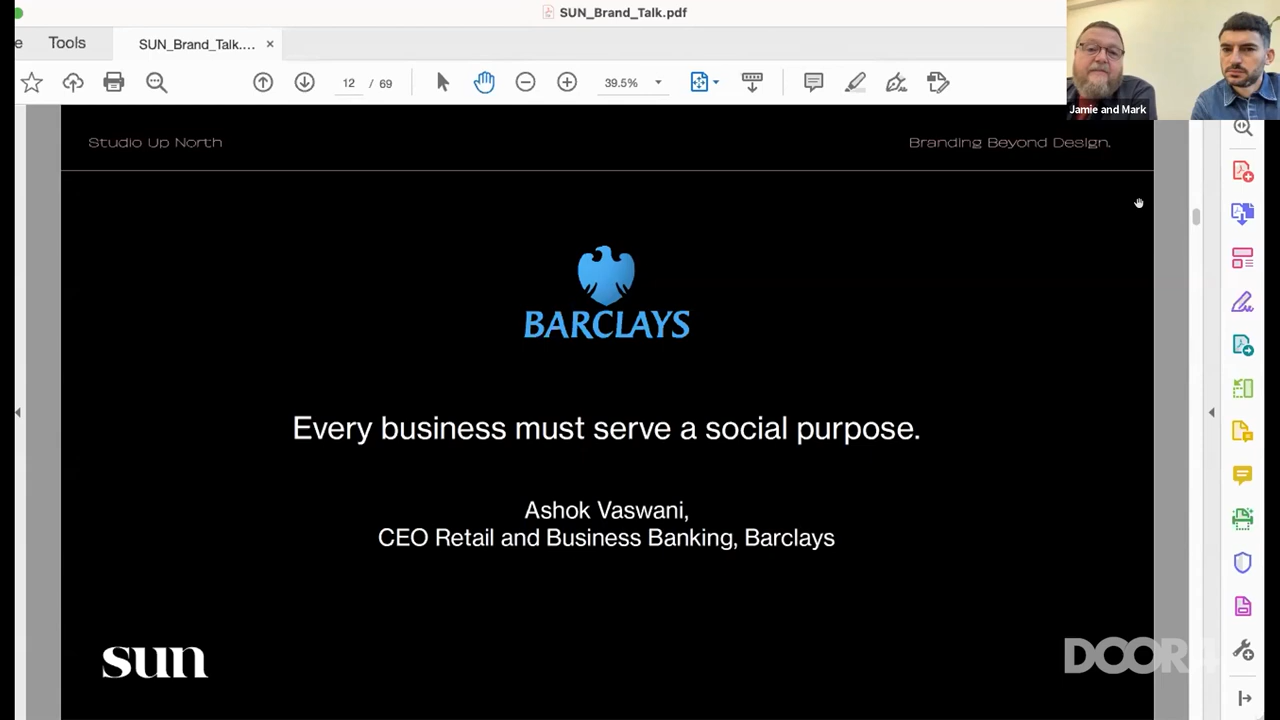 SUN_Brand_Talk.pdf
e
Tools
SUN_Brand_Talk....
12
/ 69
39.5%
Jamie and Mark
Studio Up North
Branding Beyond Design.
BARCLAYS
Every business must serve a social purpose.
Ashok Vaswani,
CEO Retail and Business Banking, Barclays
sun
DOOR4